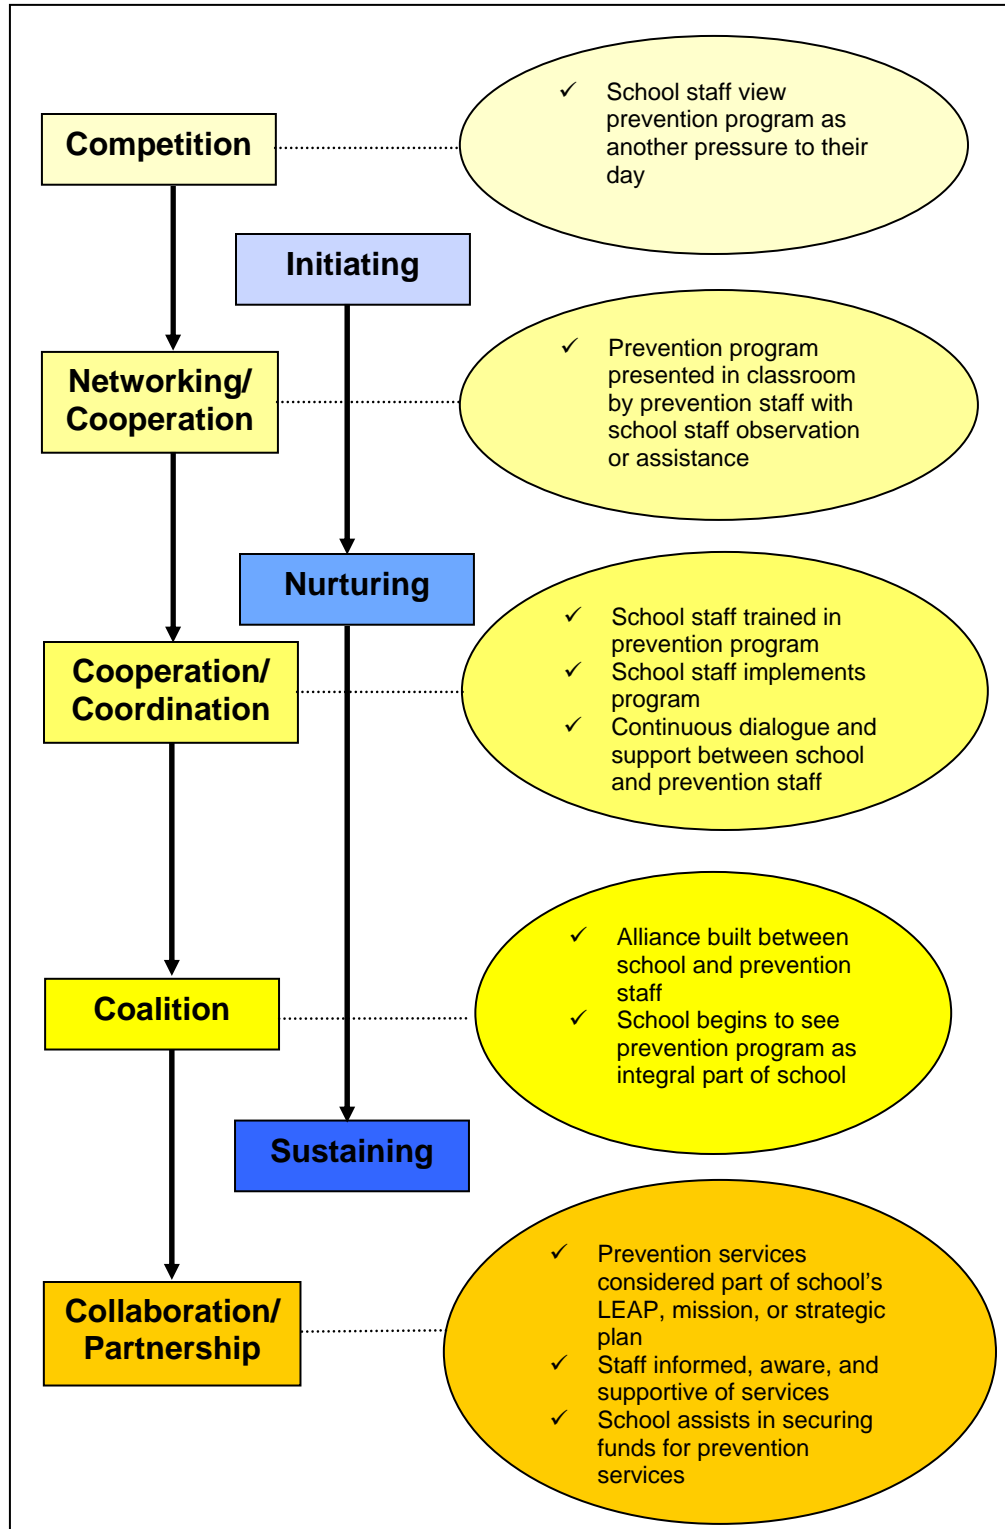 Competition
✓ School staff view
prevention program as
another pressure to their
day
Initiating
Networking/
Cooperation
✓ Prevention program
presented in classroom
by prevention staff with
school staff observation
or assistance
Nurturing
Cooperation/
Coordination
✓ School staff trained in
prevention program
✓ School staff implements
program
✓ Continuous dialogue and
support between school
and prevention staff
Coalition
✓ Alliance built between
school and prevention
staff
✓ School begins to see
prevention program as
integral part of school
Sustaining
Collaboration/
Partnership
✓ Prevention services
considered part of school’s
LEAP, mission, or strategic
plan
✓ Staff informed, aware, and
supportive of services
✓ School assists in securing
funds for prevention
services